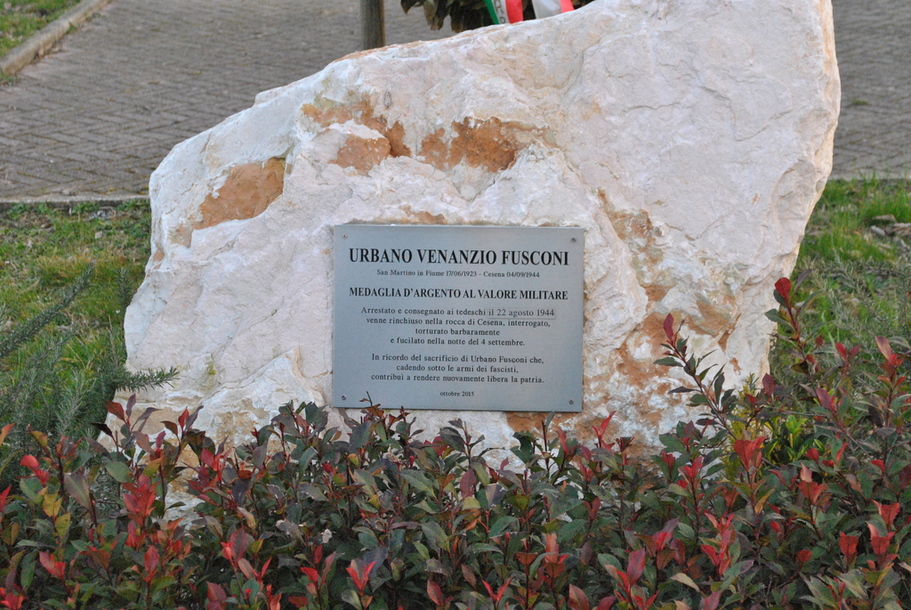 URBANO VENANZIO FUSCONI
San Martino in Fiume 17/06/1923 - Cesena 04/09/1944
MEDAGLIA D'ARGENTO AL VALORE MILITARE
Arrestato e consegnato ai tedeschi il 22 agosto 1944
venne rinchiuso nella rocca di Cesena, interrogato,
torturato barbaramente
e fucilato nella notte del 4 settembre.
In ricordo del sacrificio di Urbano Fusconi che,
cadendo sotto le armi dei fascisti,
contribuì a rendere nuovamente libera la patria.
ottobre 2015